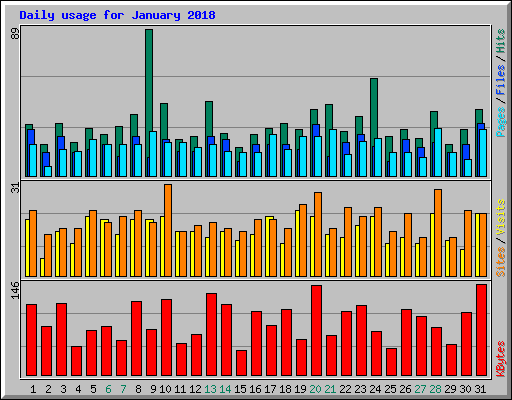 Daily usage for January 2018
89
Pages / Files / Hits
31
Sites / Visits
146
KBytes
1 2 3 4 5 6 7 8 9 10 11 12 13 14 15 16 17 18 19 20 21 22 23 24 25 26 27 28 29 30 31